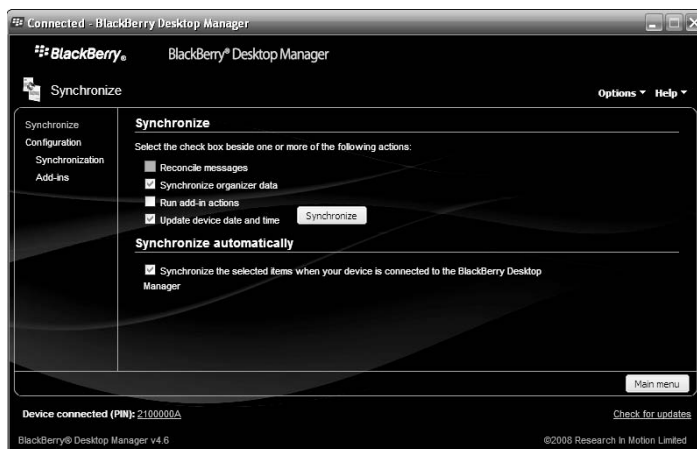 Connected - BlackBerry Desktop Manager
BlackBerry® BlackBerry® Desktop Manager
Synchronize
Options Help
Synchronize
Configuration
Synchronization
Add-ins
Synchronize
Select the check box beside one or more of the following actions:
Reconcile messages
Synchronize organizer data
Run add-in actions
Update device date and time Synchronize
Synchronize automatically
Synchronize the selected items when your device is connected to the BlackBerry Desktop
Manager
Main menu
Device connected (PIN): 2100000A Check for updates
BlackBerry® Desktop Manager v4.6 ©2008 Research In Motion Limited